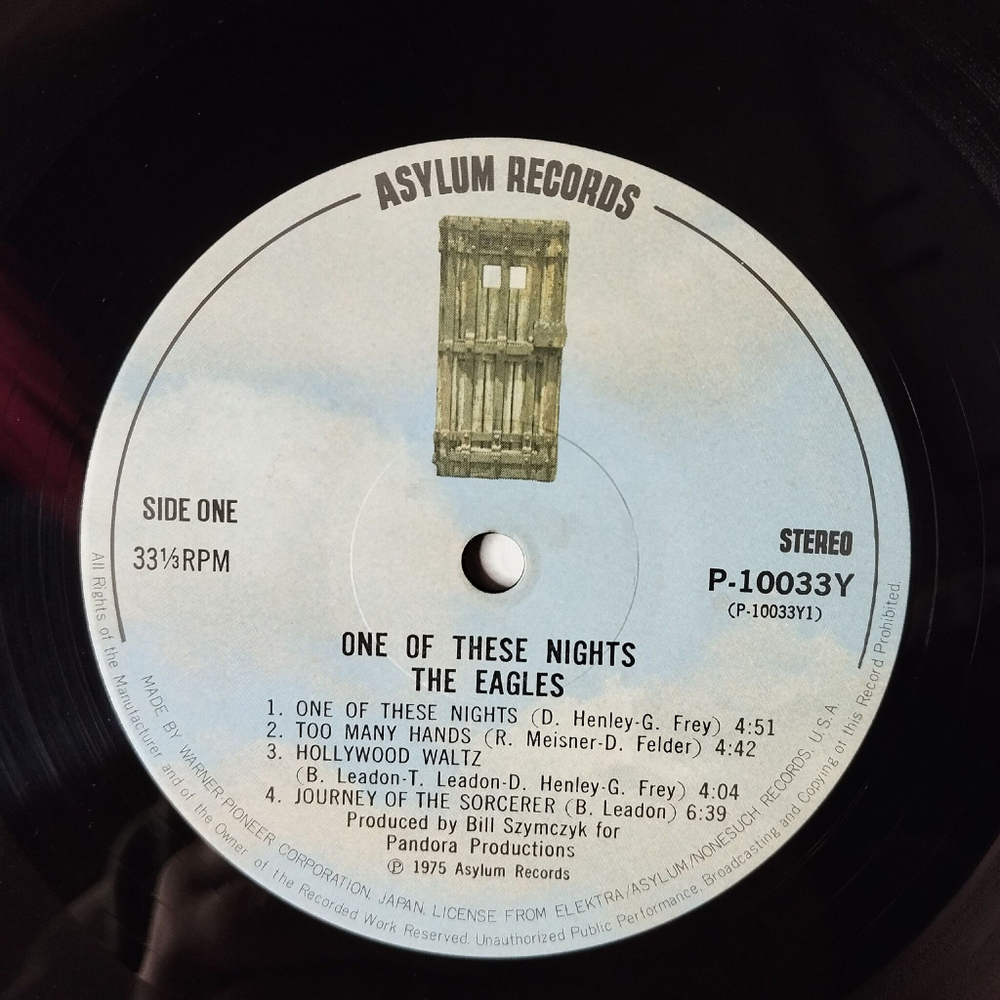 ASYLUM RECORDS
SIDE ONE
33⅓RPM
STEREO
P-10033Y
(P-10033Y1)
ONE OF THESE NIGHTS
THE EAGLES
1. ONE OF THESE NIGHTS (D. Henley-G. Frey) 4:51
2. TOO MANY HANDS (R. Meisner-D. Felder) 4:42
3. HOLLYWOOD WALTZ
(B. Leadon-T. Leadon-D. Henley-G. Frey) 4:04
4. JOURNEY OF THE SORCERER (B. Leadon) 6:39
Produced by Bill Szymczyk for
Pandora Productions
Ⓟ 1975 Asylum Records
MADE BY WARNER-PIONEER CORPORATION, JAPAN, LICENSE FROM ELEKTRA/ASYLUM/NONESUCH RECORDS, U.S.A
All Rights of the Manufacturer and of the Owner of the Recorded Work Reserved. Unauthorized Public Performance, Broadcasting and Copying of this Record Prohibited.